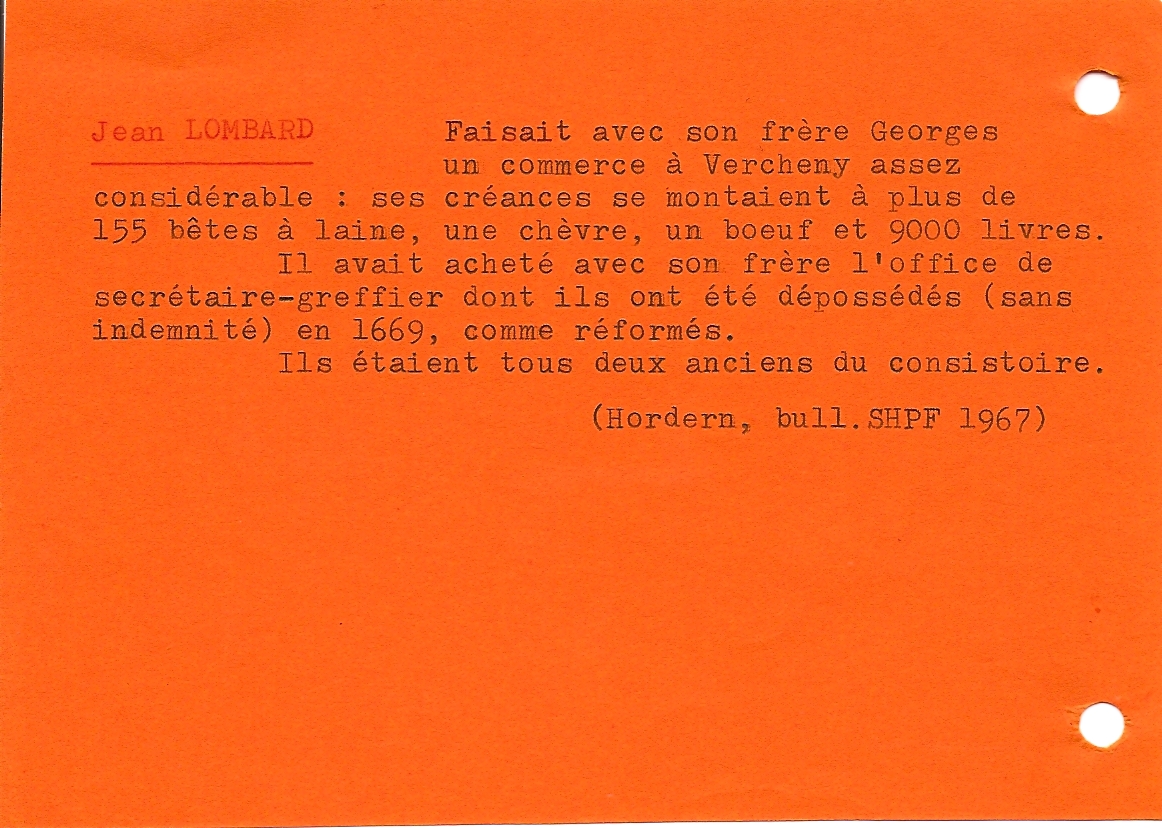 Jean LOMBARD Faisait avec son frère Georges
un commerce à Vercheny assez
considérable : ses créances se montaient à plus de
155 bêtes à laine, une chèvre, un boeuf et 9000 livres.
Il avait acheté avec son frère l'office de
secrétaire-greffier dont ils ont été dépossédés (sans
indemnité) en 1669, comme réformés.
Ils étaient tous deux anciens du consistoire.
(Hordern, bull.SHPF 1967)